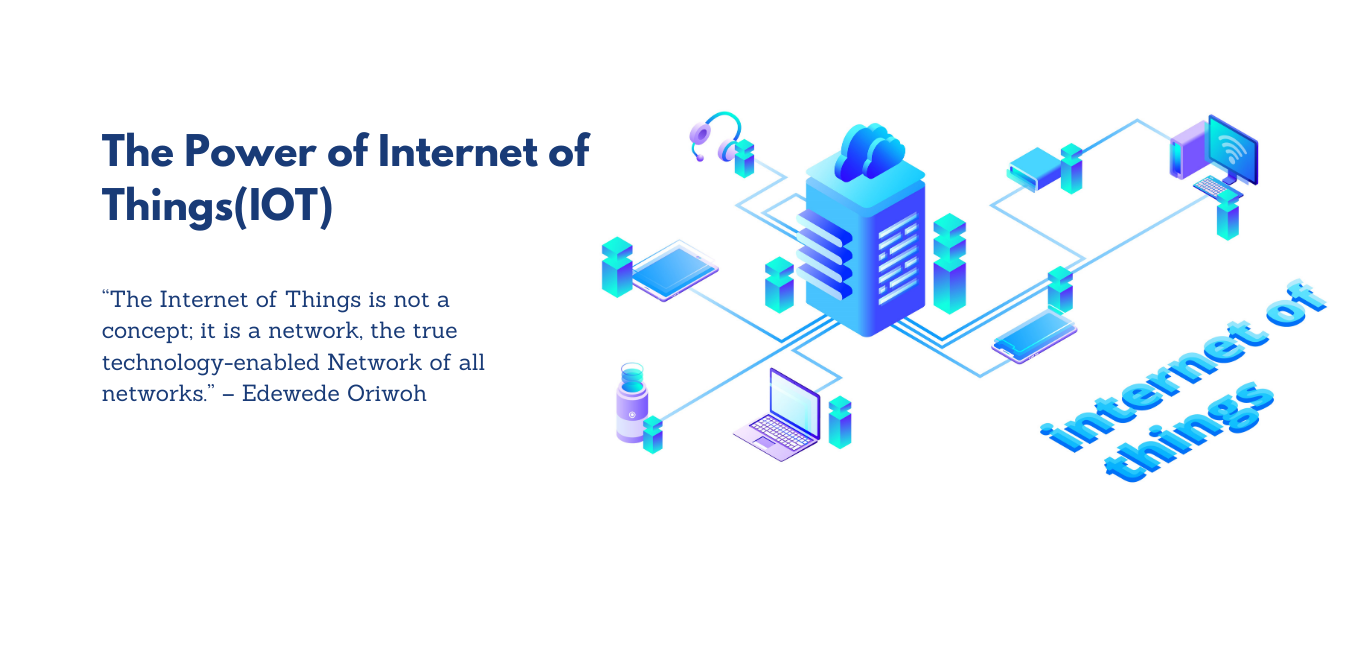 The Power of Internet of
Things(IOT)
“The Internet of Things is not a
concept; it is a network, the true
technology-enabled Network of all
networks.” – Edewede Oriwoh
internet of
things